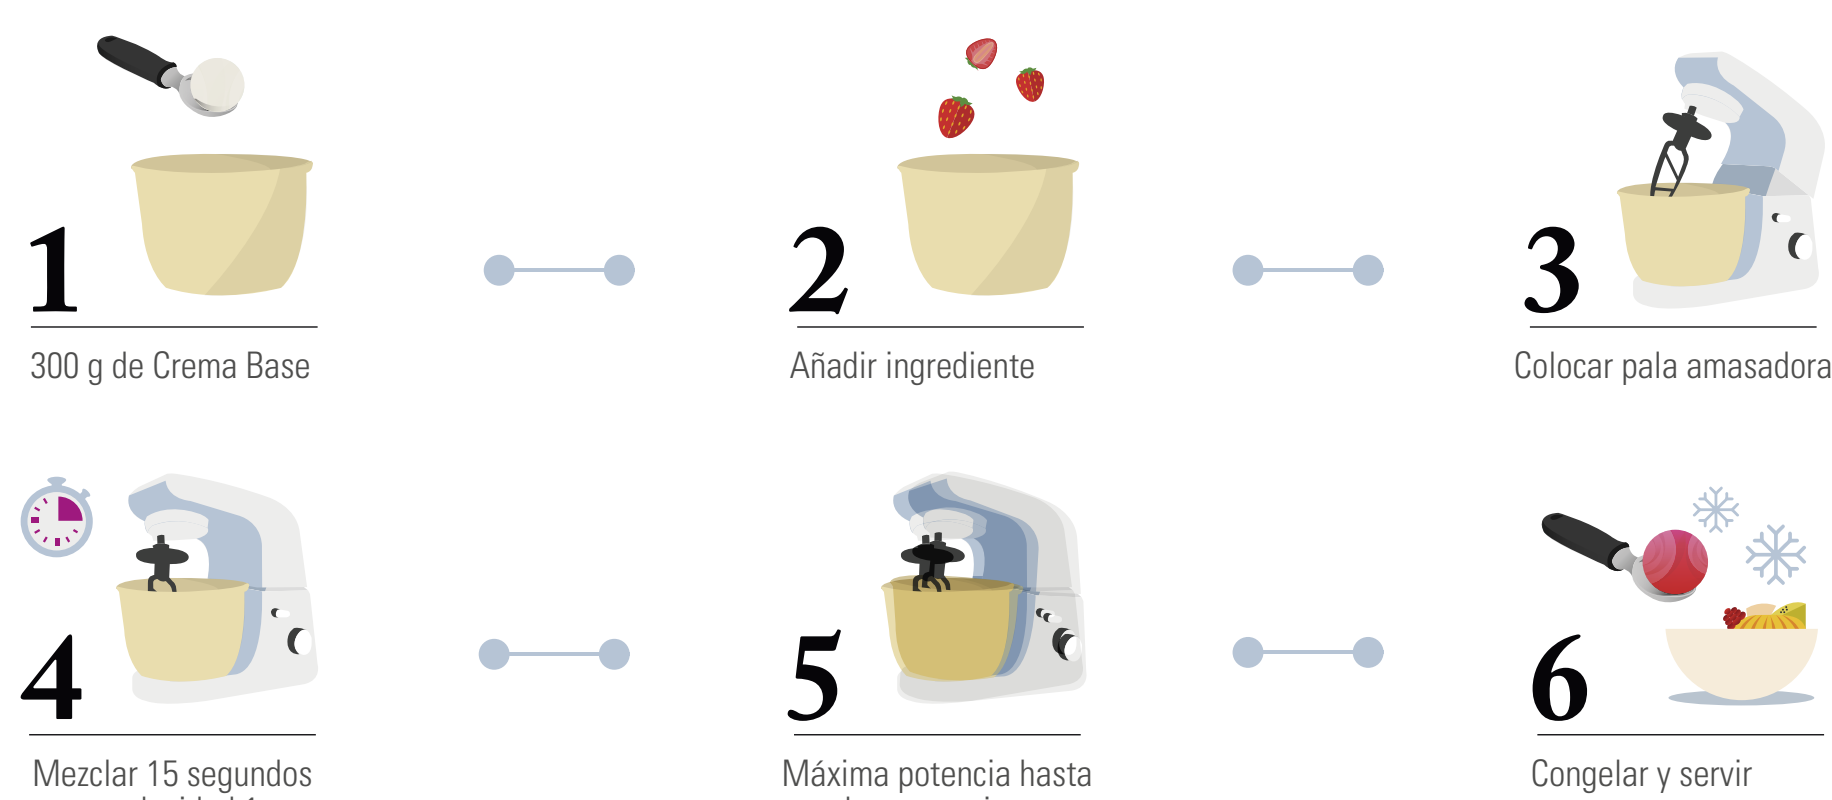 1
300 g de Crema Base
2
Añadir ingrediente
3
Colocar pala amasadora
4
Mezclar 15 segundos
5
Máxima potencia hasta
6
Congelar y servir